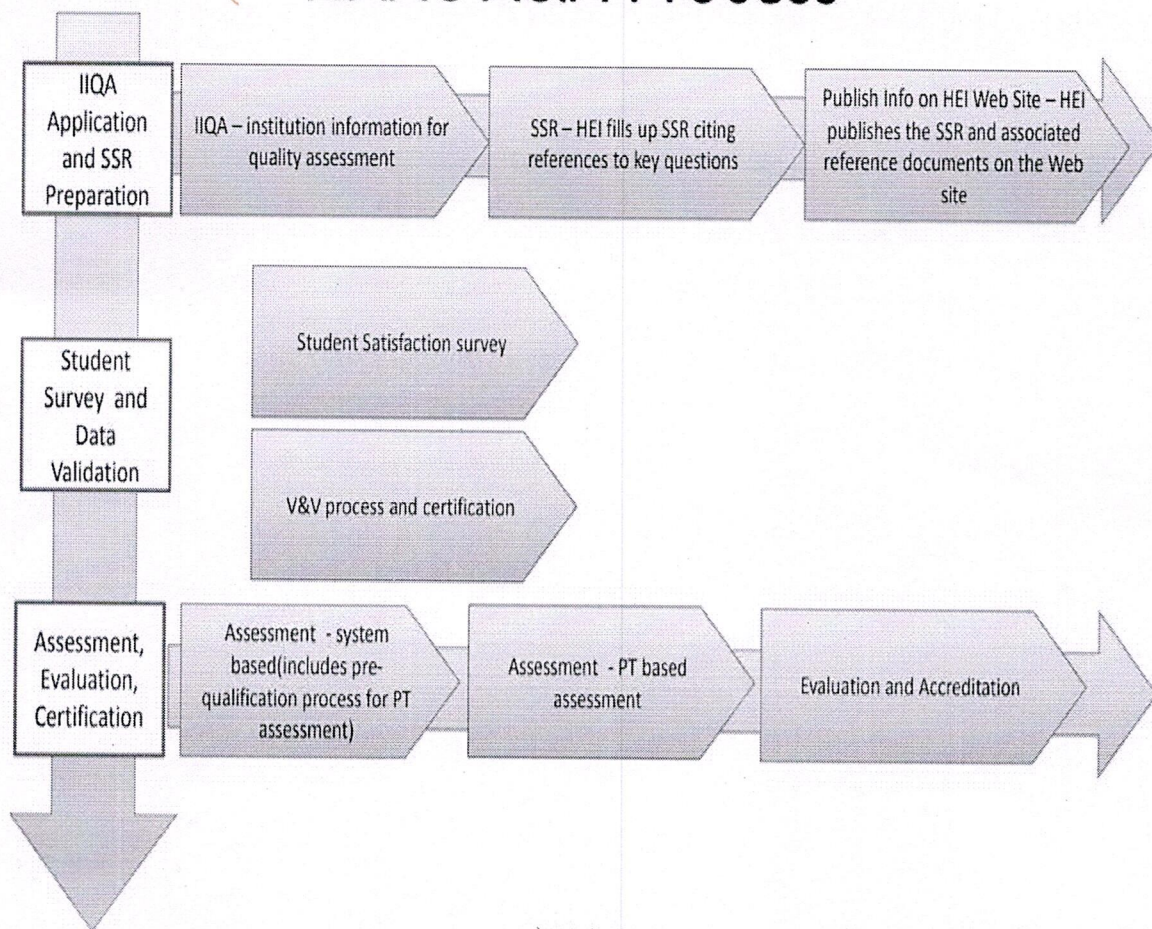 IIQA
Application
and SSR
Preparation
IIQA – institution information for
quality assessment
SSR – HEI fills up SSR citing
references to key questions
Publish Info on HEI Web Site – HEI
publishes the SSR and associated
reference documents on the Web
site
Student
Survey and
Data
Validation
Student Satisfaction survey
V&V process and certification
Assessment,
Evaluation,
Certification
Assessment - system
based(includes pre-
qualification process for PT
assessment)
Assessment - PT based
assessment
Evaluation and Accreditation